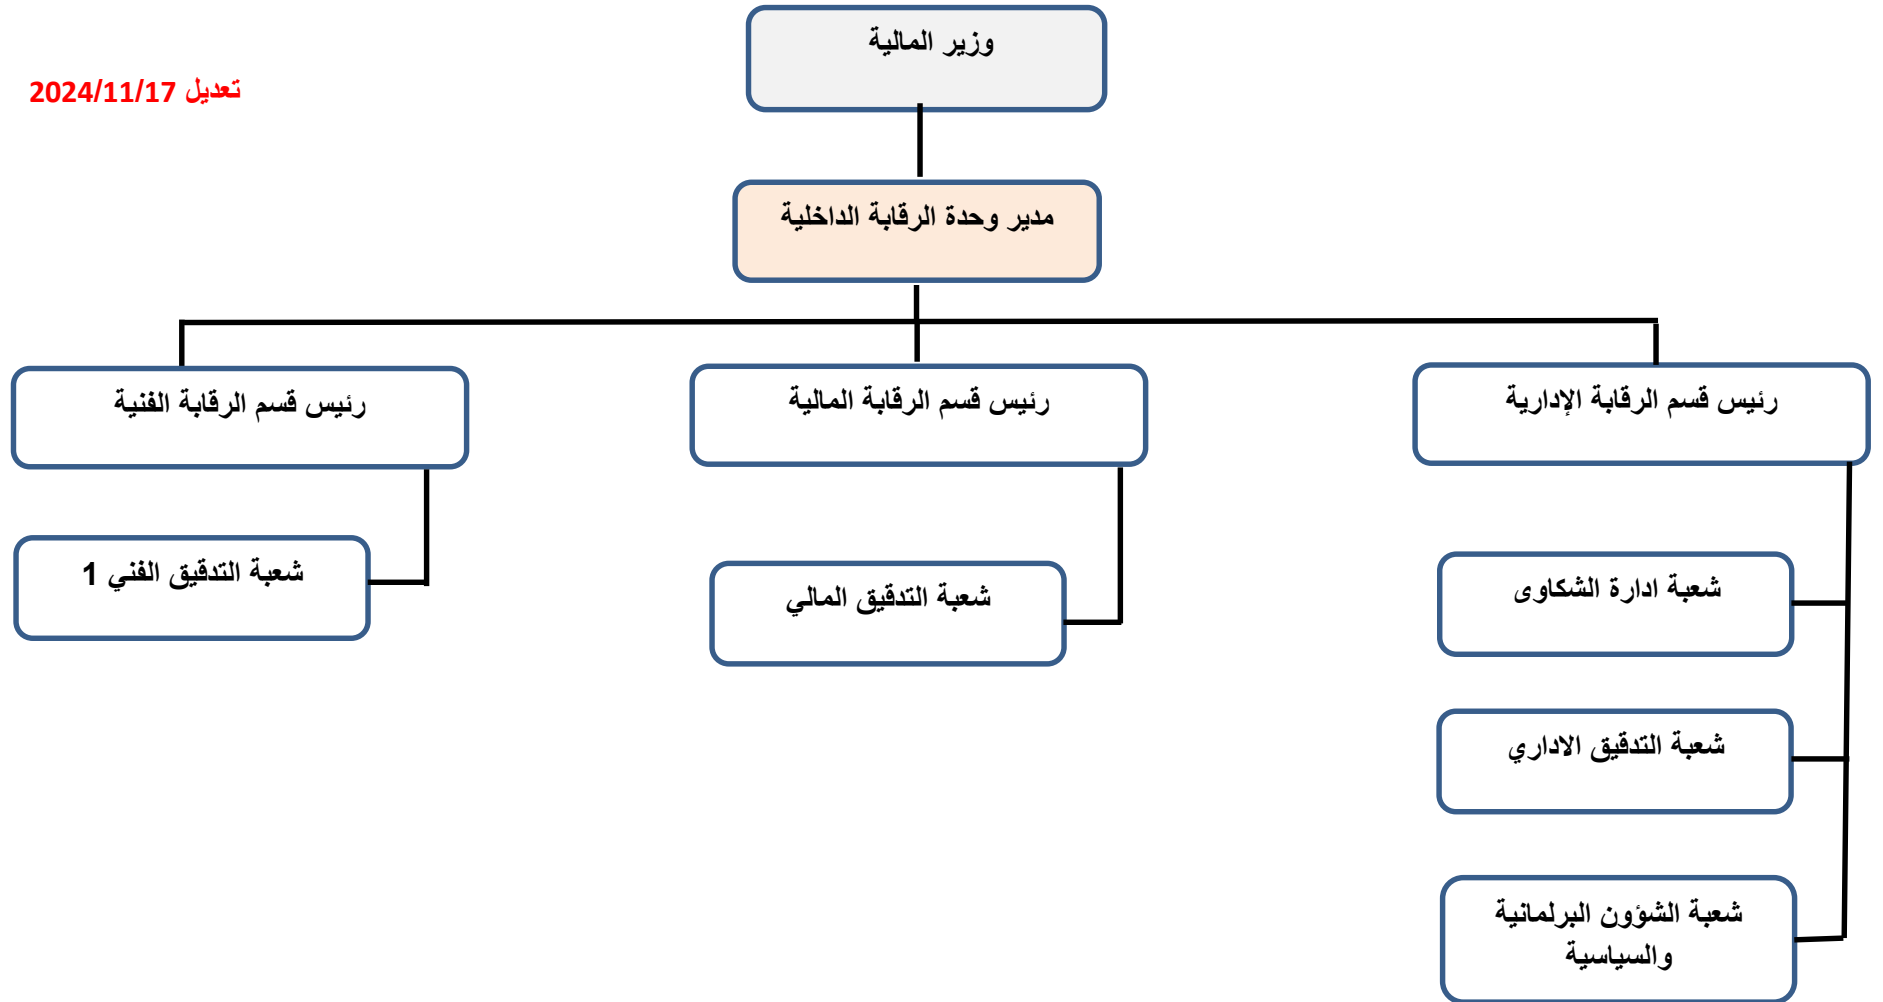 وزير المالية
تعديل 2024/11/17
مدير وحدة الرقابة الداخلية
رئيس قسم الرقابة الإدارية
رئيس قسم الرقابة المالية
رئيس قسم الرقابة الفنية
شعبة ادارة الشكاوى
شعبة التدقيق المالي
شعبة التدقيق الفني 1
شعبة التدقيق الاداري
شعبة الشؤون البرلمانية
والسياسية